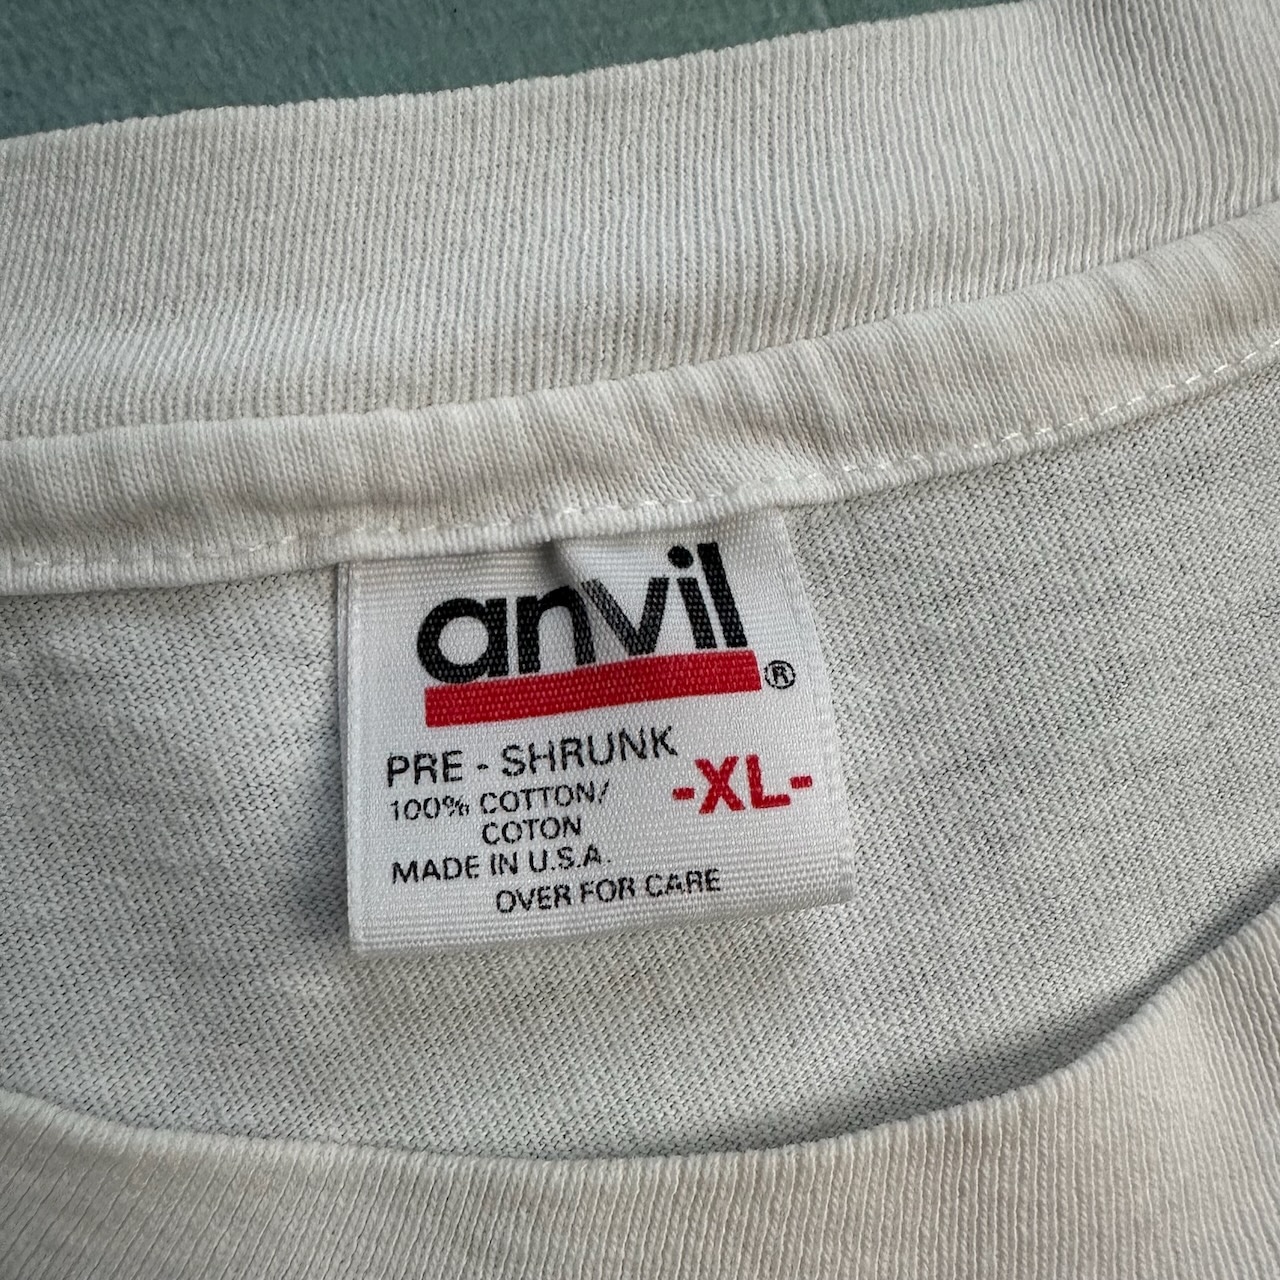 anvil®
PRE - SHRUNK
-XL-
100% COTTON/
COTON
MADE IN U.S.A.
OVER FOR CARE